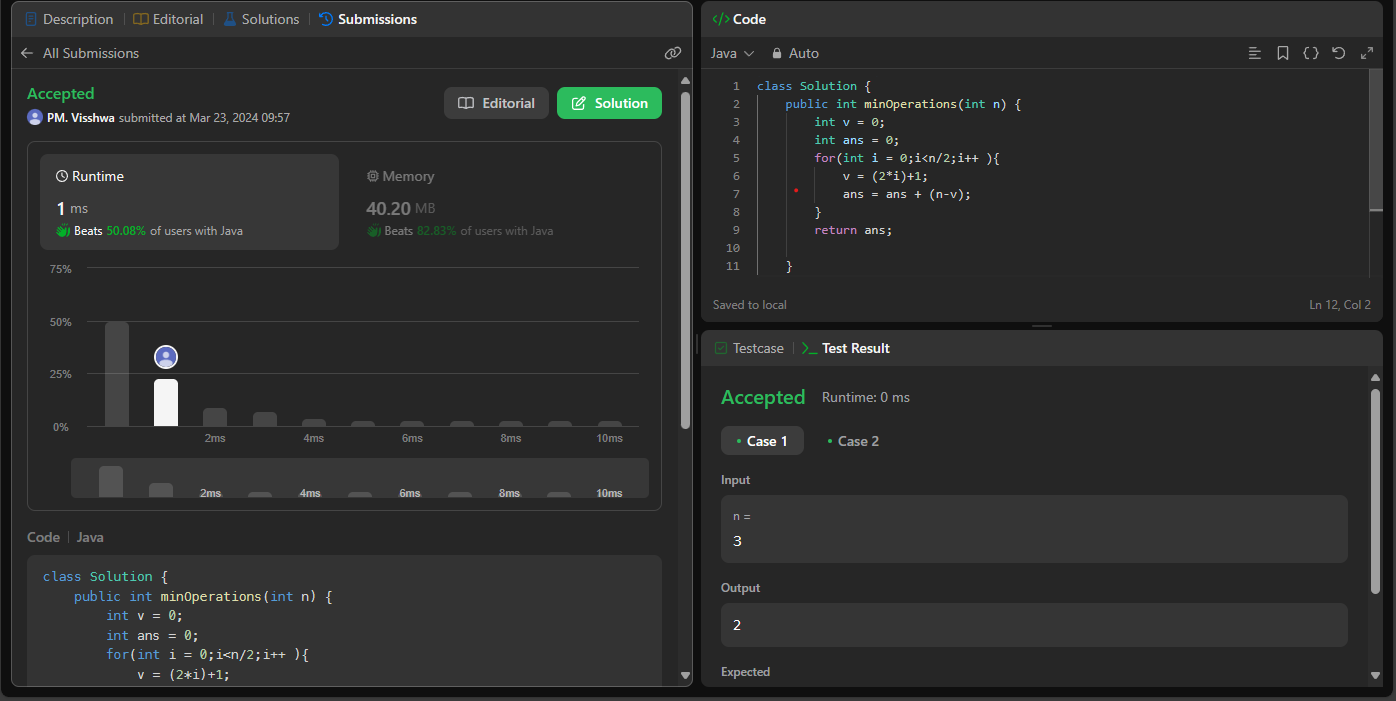 Description | Editorial | Solutions | Submissions
All Submissions
Accepted
PM. Visshwa submitted at Mar 23, 2024 09:57
Editorial
Solution
Runtime
1 ms
Beats 50.08% of users with Java
Memory
40.20 MB
Beats 82.83% of users with Java
75%
50%
25%
0%
2ms 4ms 6ms 8ms 10ms
2ms 4ms 6ms 8ms 10ms
Code | Java
class Solution {
public int minOperations(int n) {
int v = 0;
int ans = 0;
for(int i = 0;i<n/2;i++ ){
v = (2*i)+1;
</> Code
Java Auto
1 class Solution {
2 public int minOperations(int n) {
3 int v = 0;
4 int ans = 0;
5 for(int i = 0;i<n/2;i++ ){
6 v = (2*i)+1;
7 ans = ans + (n-v);
8 }
9 return ans;
10
11 }
Saved to local
Ln 12, Col 2
Testcase | >_ Test Result
Accepted Runtime: 0 ms
• Case 1 • Case 2
Input
n =
3
Output
2
Expected